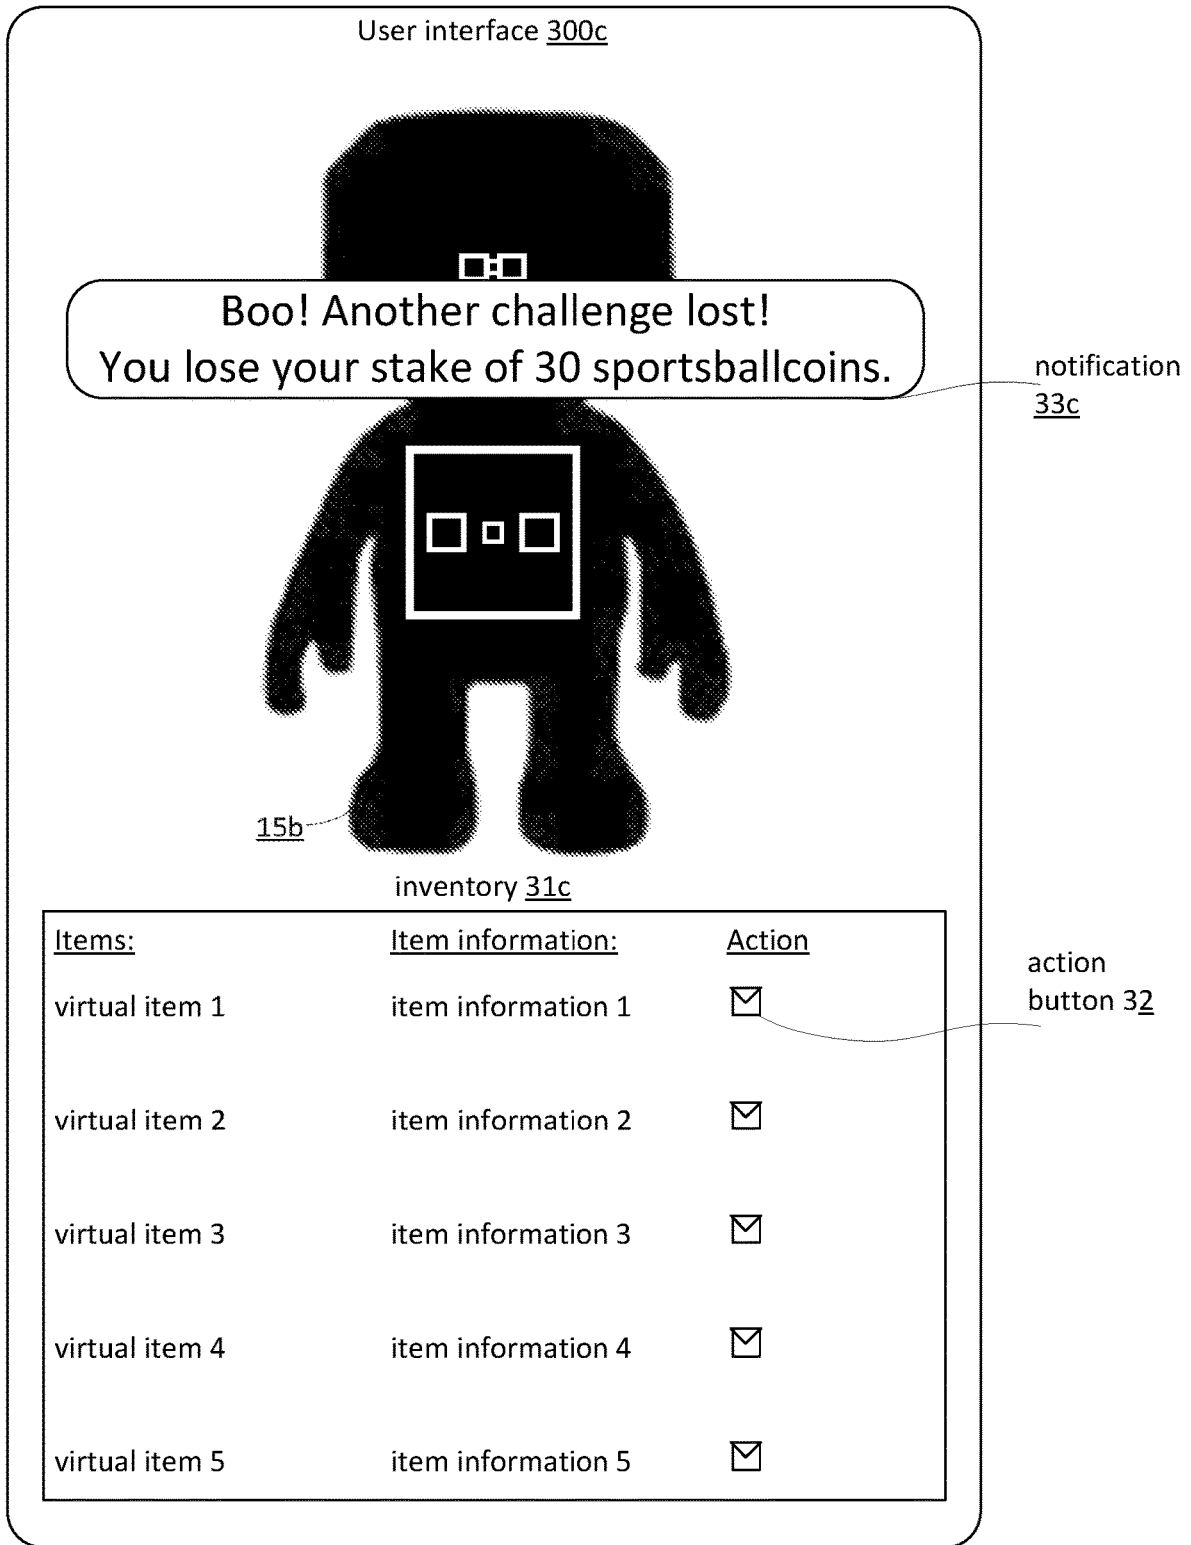 User interface 300c
Boo! Another challenge lost!
You lose your stake of 30 sportsballcoins.
notification
33c
15b
inventory 31c
Items: Item information: Action
action
button 32
virtual item 1 item information 1
virtual item 2 item information 2
virtual item 3 item information 3
virtual item 4 item information 4
virtual item 5 item information 5